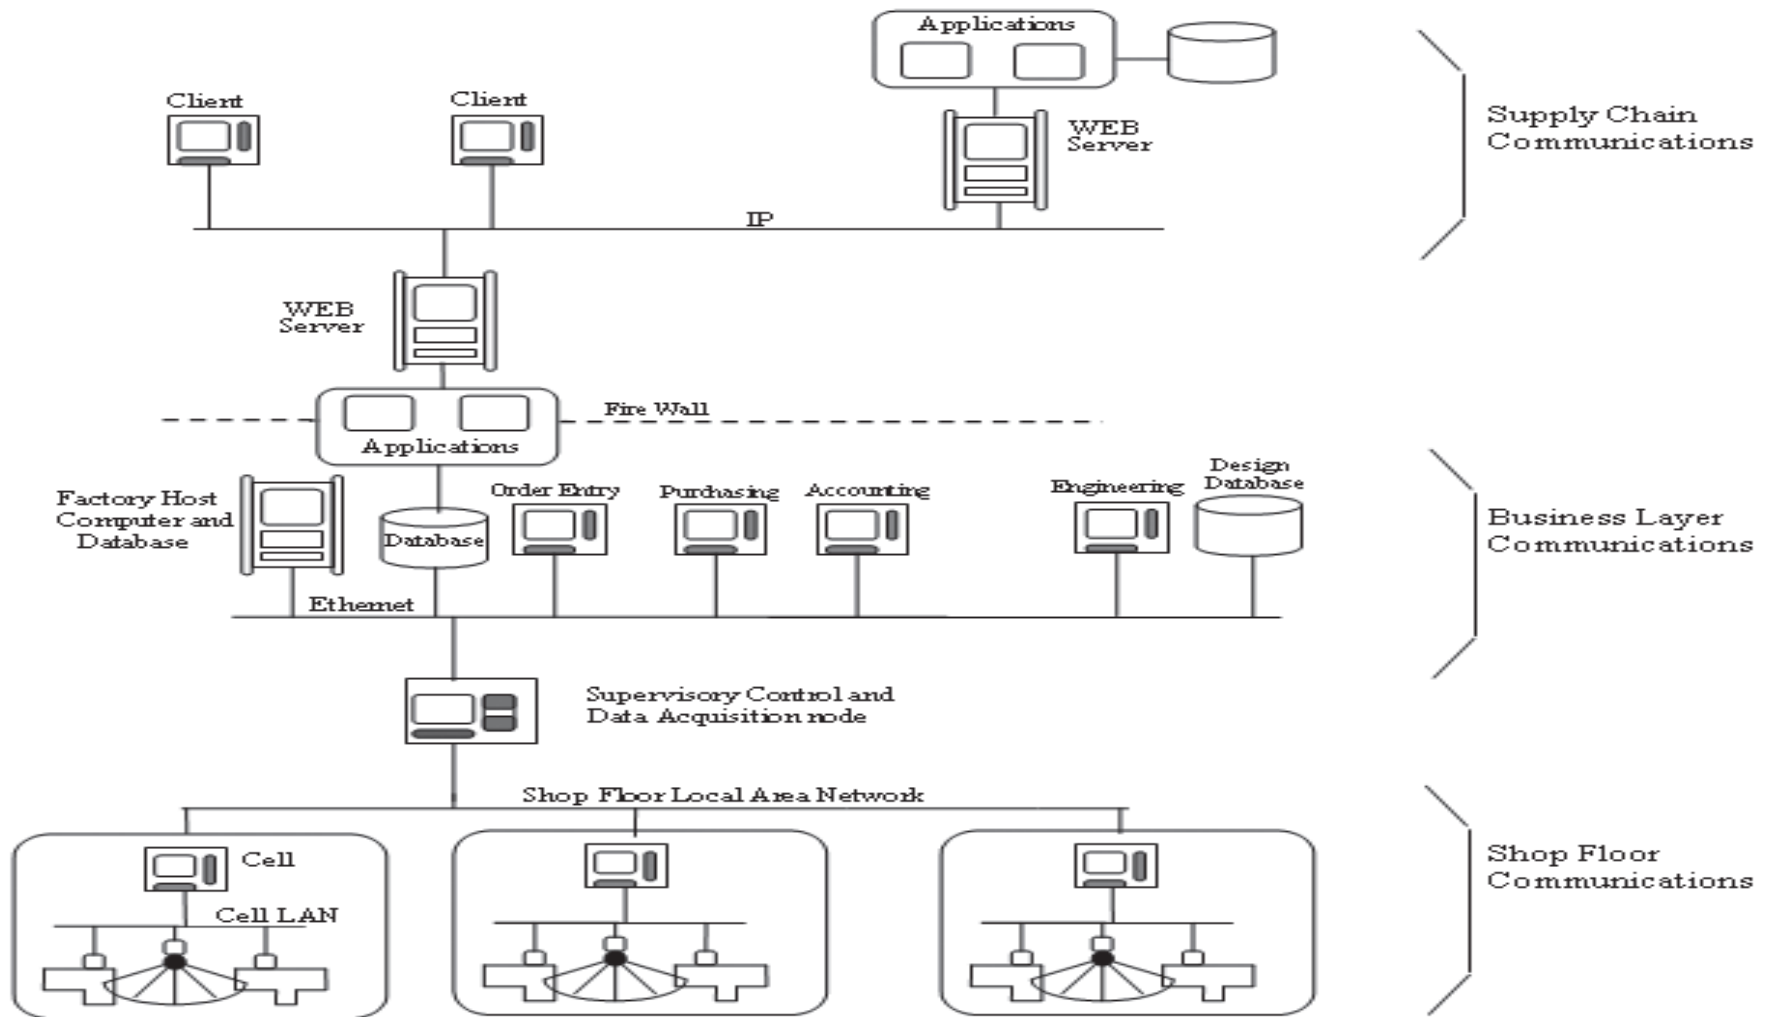 Applications
Client
Client
WEB
Server
Supply Chain
Communications
IP
WEB
Server
Fire Wall
Applications
Factory Host
Computer and
Database
Database
Order Entry
Purchasing
Accounting
Engineering
Design
Database
Business Layer
Communications
Ethernet
Supervisory Control and
Data Acquisition node
Shop Floor Local Area Network
Cell
Cell LAN
Shop Floor
Communications